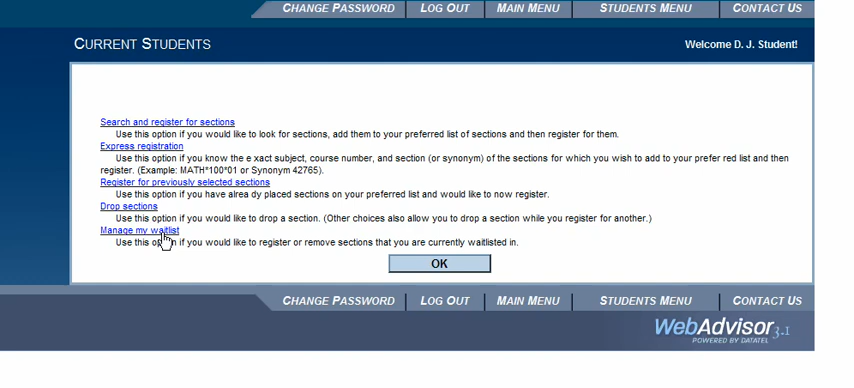 CHANGE PASSWORD LOG OUT MAIN MENU STUDENTS MENU CONTACT US
CURRENT STUDENTS
Welcome D. J. Student!
Search and register for sections
Use this option if you would like to look for sections, add them to your preferred list of sections and then register for them.
Express registration
Use this option if you know the e xact subject, course number, and section (or synonym) of the sections for which you wish to add to your prefer red list and then
register. (Example: MATH*100*01 or Synonym 42765).
Register for previously selected sections
Use this option if you have alrea dy placed sections on your preferred list and would like to now register.
Drop sections
Use this option if you would like to drop a section. (Other choices also allow you to drop a section while you register for another.)
Manage my waitlist
Use this option if you would like to register or remove sections that you are currently waitlisted in.
OK
CHANGE PASSWORD LOG OUT MAIN MENU STUDENTS MENU CONTACT US
WebAdvisor 3.1
POWERED BY DATATEL